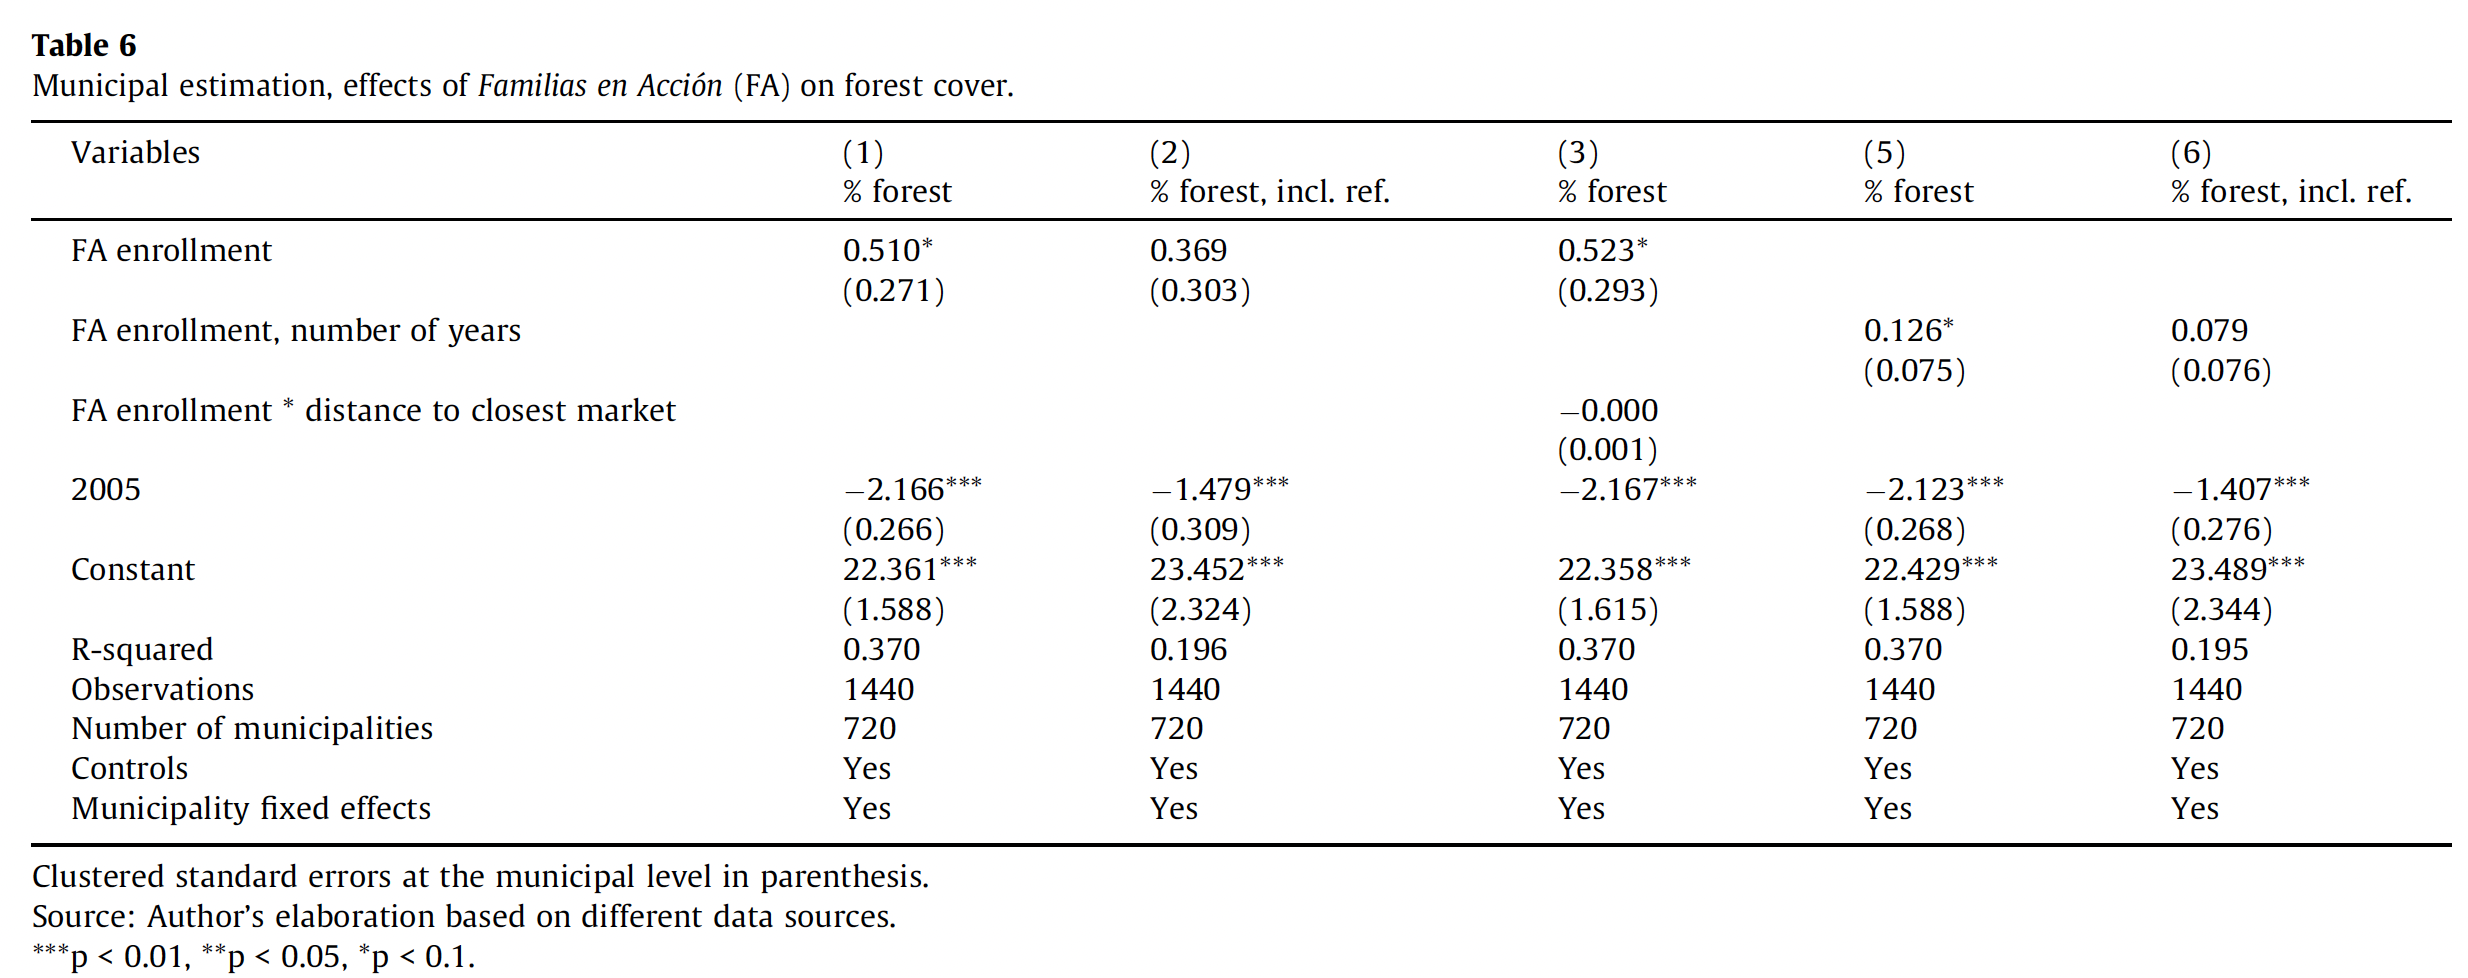 Table 6
Municipal estimation, effects of Familias en Acción (FA) on forest cover.
Variables (1) (2) (3) (5) (6)
% forest % forest, incl. ref. % forest % forest % forest, incl. ref.
FA enrollment 0.510* 0.369 0.523*
(0.271) (0.303) (0.293)
FA enrollment, number of years 0.126* 0.079
(0.075) (0.076)
FA enrollment * distance to closest market −0.000
(0.001)
2005 −2.166*** −1.479*** −2.167*** −2.123*** −1.407***
(0.266) (0.309) (0.268) (0.276)
Constant 22.361*** 23.452*** 22.358*** 22.429*** 23.489***
(1.588) (2.324) (1.615) (1.588) (2.344)
R-squared 0.370 0.196 0.370 0.370 0.195
Observations 1440 1440 1440 1440 1440
Number of municipalities 720 720 720 720 720
Controls Yes Yes Yes Yes Yes
Municipality fixed effects Yes Yes Yes Yes Yes
Clustered standard errors at the municipal level in parenthesis.
Source: Author's elaboration based on different data sources.
***p < 0.01, **p < 0.05, *p < 0.1.